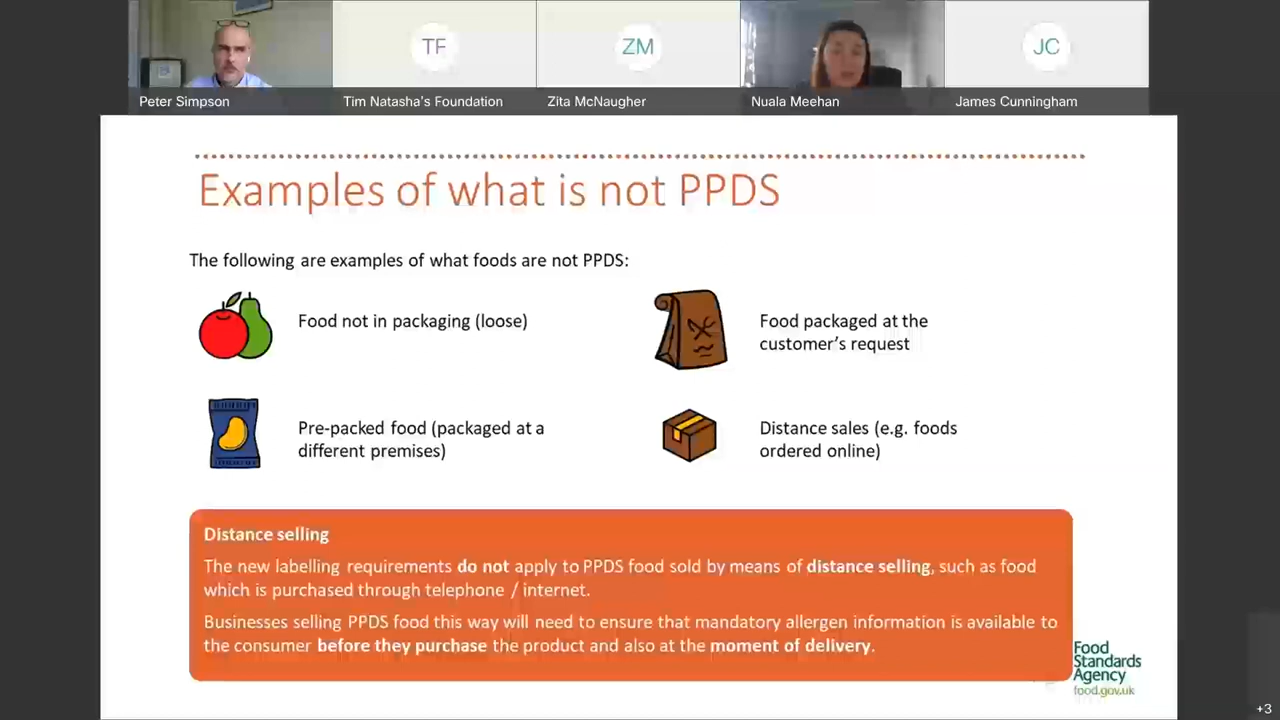 TF
ZM
JC
Peter Simpson
Tim Natasha's Foundation
Zita McNaugher
Nuala Meehan
James Cunningham
Examples of what is not PPDS
The following are examples of what foods are not PPDS:
Food not in packaging (loose)
Food packaged at the
customer's request
Pre-packed food (packaged at a
different premises)
Distance sales (e.g. foods
ordered online)
Distance selling
The new labelling requirements do not apply to PPDS food sold by means of distance selling, such as food
which is purchased through telephone / internet.
Businesses selling PPDS food this way will need to ensure that mandatory allergen information is available to
the consumer before they purchase the product and also at the moment of delivery.
Food
Standards
Agency
food.gov.uk
+3